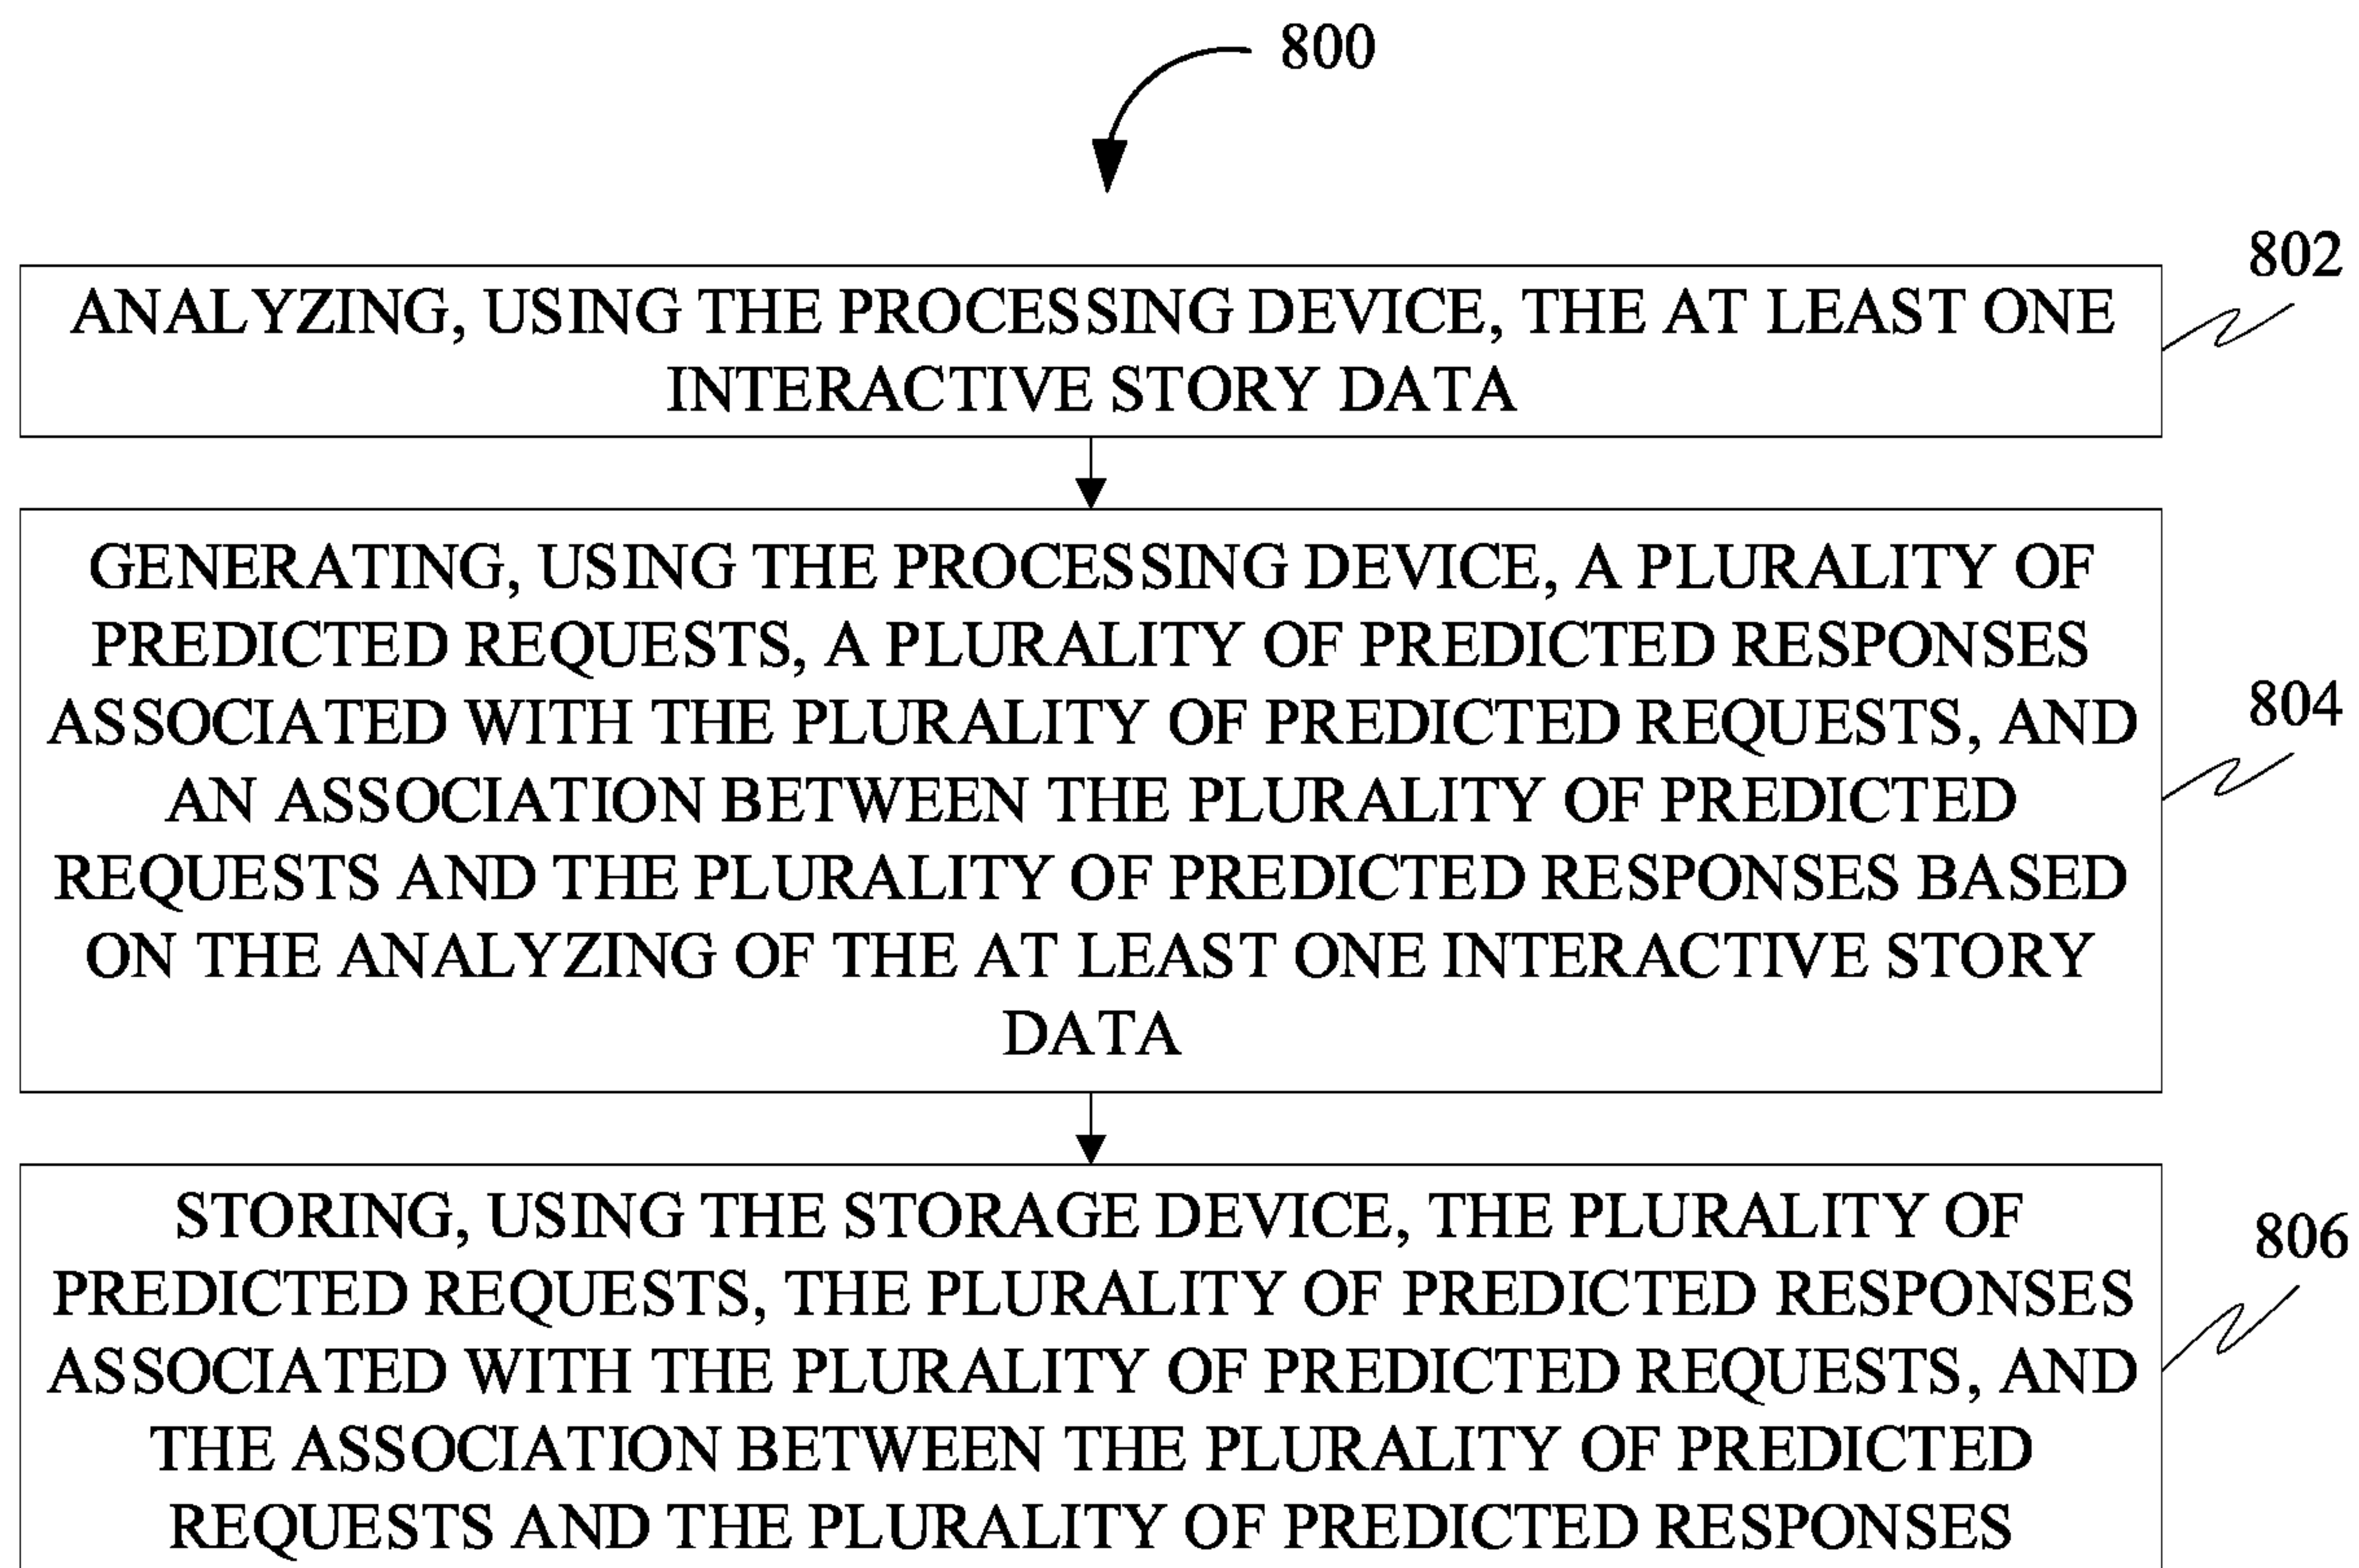 800
802
ANALYZING, USING THE PROCESSING DEVICE, THE AT LEAST ONE
INTERACTIVE STORY DATA
GENERATING, USING THE PROCESSING DEVICE, A PLURALITY OF
PREDICTED REQUESTS, A PLURALITY OF PREDICTED RESPONSES
ASSOCIATED WITH THE PLURALITY OF PREDICTED REQUESTS, AND
804
AN ASSOCIATION BETWEEN THE PLURALITY OF PREDICTED
REQUESTS AND THE PLURALITY OF PREDICTED RESPONSES BASED
ON THE ANALYZING OF THE AT LEAST ONE INTERACTIVE STORY
DATA
STORING, USING THE STORAGE DEVICE, THE PLURALITY OF
806
PREDICTED REQUESTS, THE PLURALITY OF PREDICTED RESPONSES
ASSOCIATED WITH THE PLURALITY OF PREDICTED REQUESTS, AND
THE ASSOCIATION BETWEEN THE PLURALITY OF PREDICTED
REQUESTS AND THE PLURALITY OF PREDICTED RESPONSES